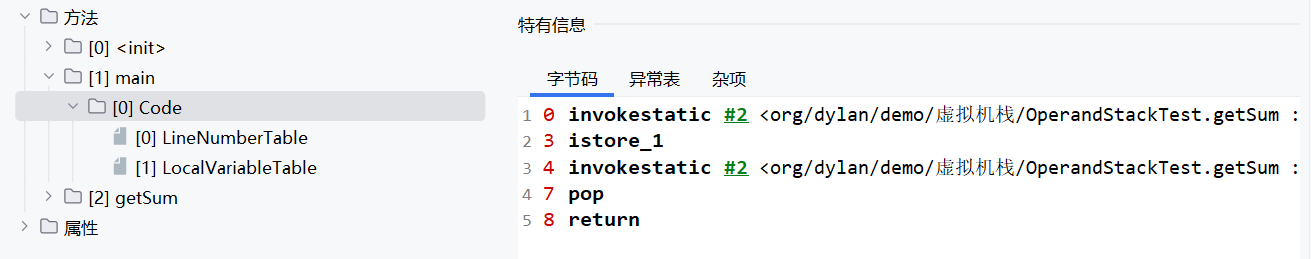 方法
[0] <init>
[1] main
[0] Code
[0] LineNumberTable
[1] LocalVariableTable
[2] getSum
属性
特有信息
字节码 异常表 杂项
1 0 invokestatic #2 <org/dylan/demo/虚拟机栈/OperandStackTest.getSum :
2 3 istore_1
3 4 invokestatic #2 <org/dylan/demo/虚拟机栈/OperandStackTest.getSum :
4 7 pop
5 8 return